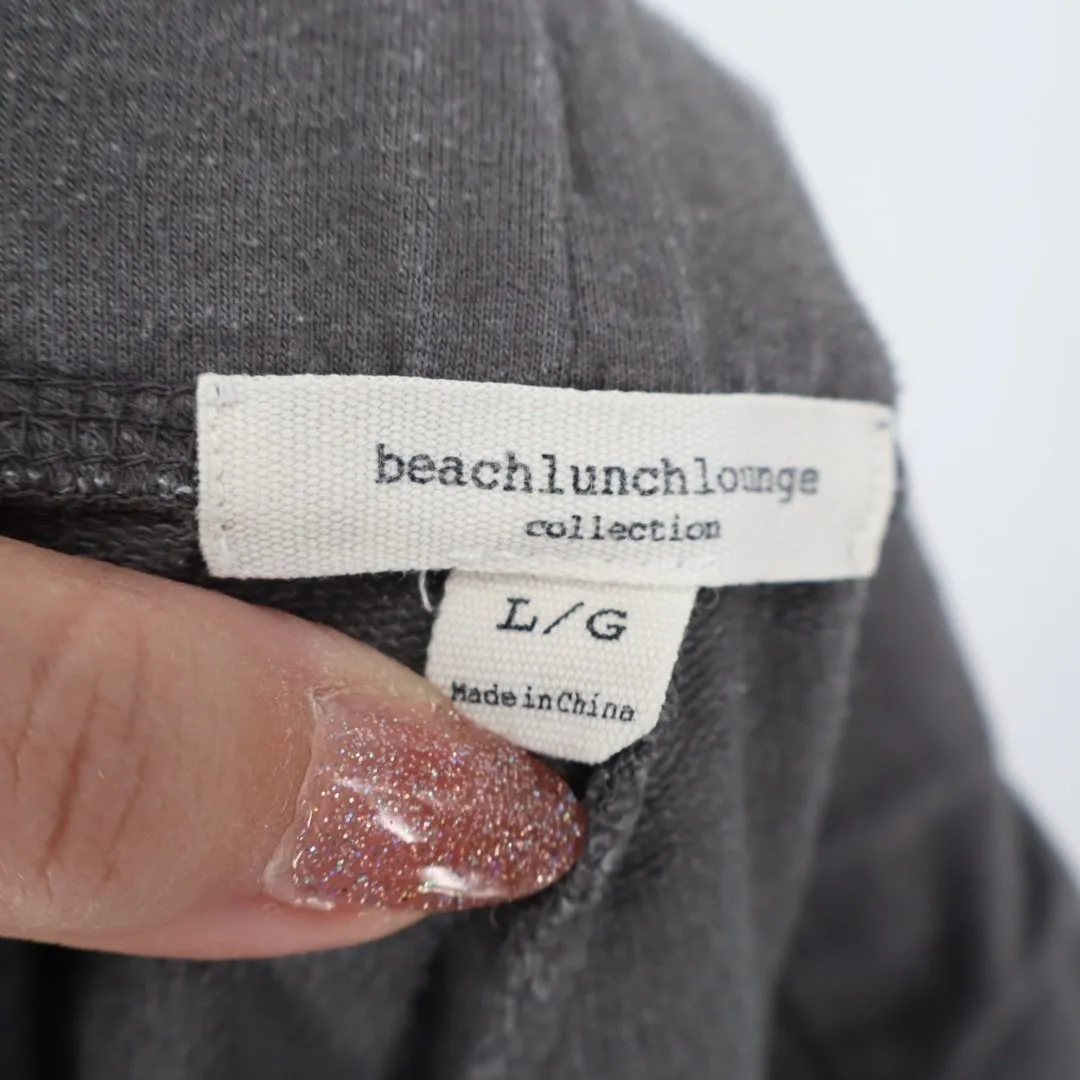 beachlunchlounge
collection
L/G
Made in China